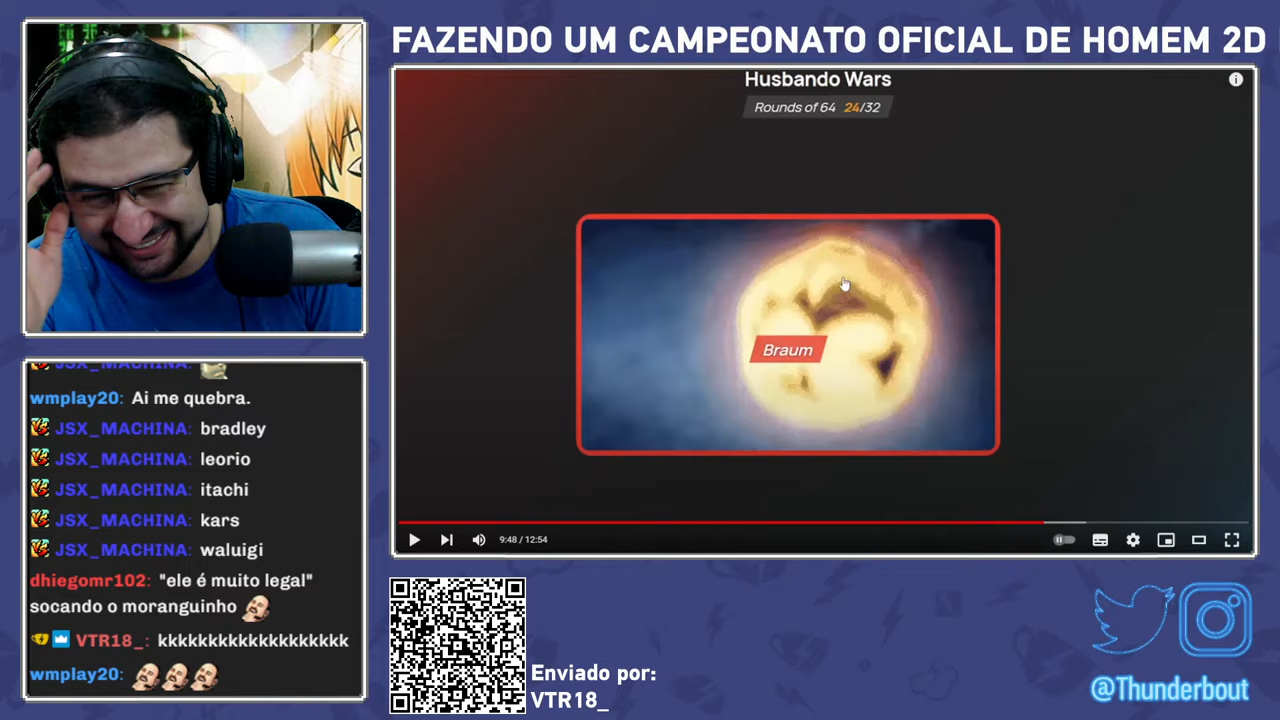 FAZENDO UM CAMPEONATO OFICIAL DE HOMEM 2D
Husbando Wars
Rounds of 64 24/32
Braum
9:48 / 12:54
JSX_MACHINA:
wmplay20: Ai me quebra.
JSX_MACHINA: bradley
JSX_MACHINA: leorio
JSX_MACHINA: itachi
JSX_MACHINA: kars
JSX_MACHINA: waluigi
dhiegomr102: "ele é muito legal"
socando o moranguinho
VTR18_: kkkkkkkkkkkkkkkkkkk
wmplay20:
Enviado por:
VTR18_
@Thunderbout